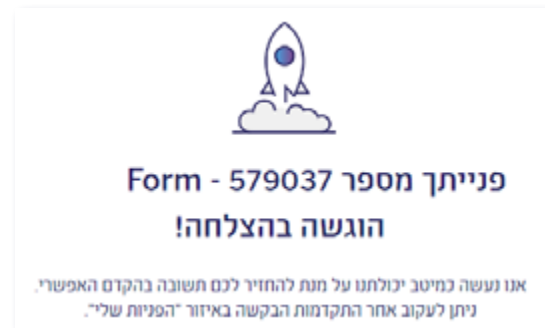 פנייתך מספר Form - 579037
הוגשה בהצלחה!
אנו נעשה כמיטב יכולתנו על מנת להחזיר לכם תשובה בהקדם האפשרי.
ניתן לעקוב אחר התקדמות הבקשה באיזור "הפניות שלי".